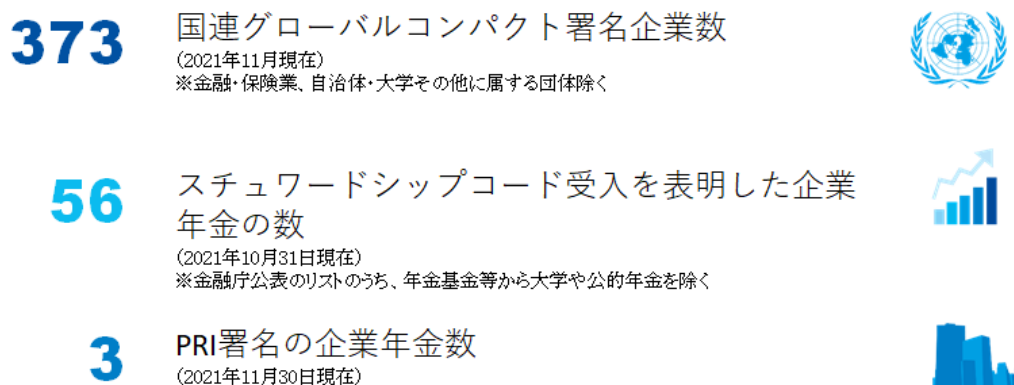 373
国連グローバルコンパクト署名企業数
(2021年11月現在)
※金融・保険業、自治体・大学その他に属する団体除く
56
スチュワードシップコード受入を表明した企業
年金の数
(2021年10月31日現在)
※金融庁公表のリストのうち、年金基金等から大学や公的年金を除く
3
PRI署名の企業年金数
(2021年11月30日現在)